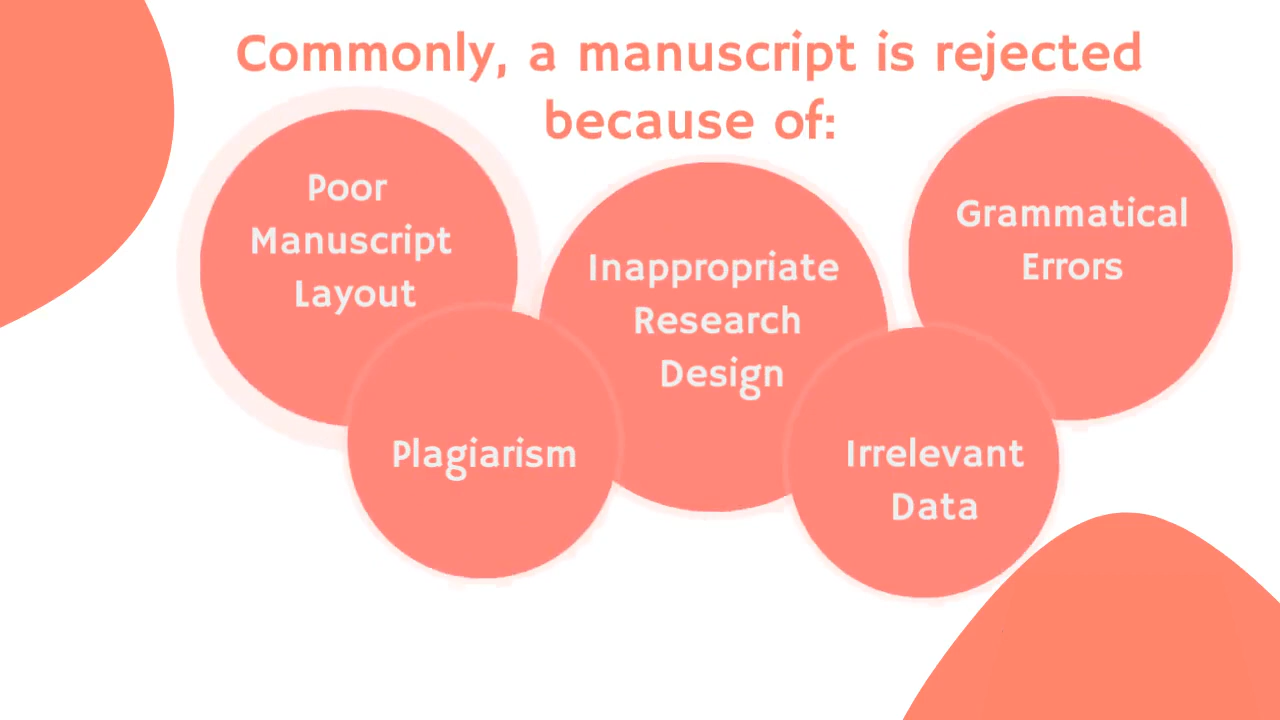 Commonly, a manuscript is rejected
because of:
Poor
Manuscript
Layout
Plagiarism
Inappropriate
Research
Design
Irrelevant
Data
Grammatical
Errors